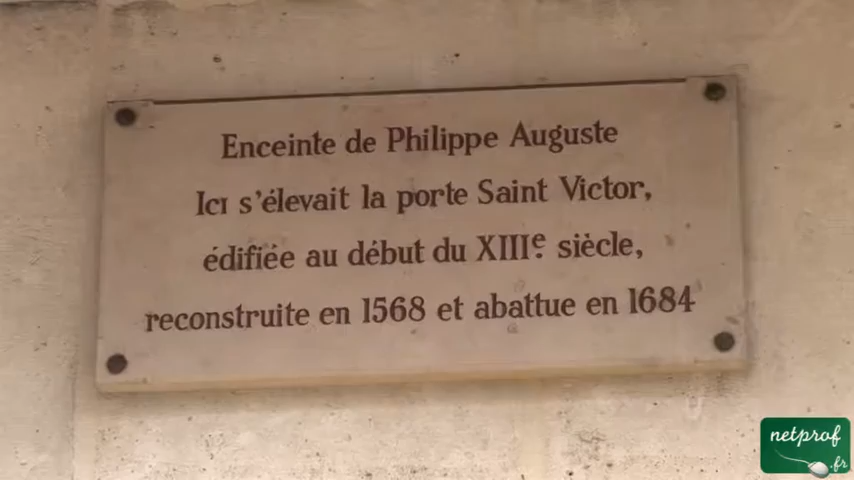 Enceinte de Philippe Auguste
Ici s'élevait la porte Saint Victor,
édifiée au début du XIIIe siècle,
reconstruite en 1568 et abattue en 1684
netprof
.fr